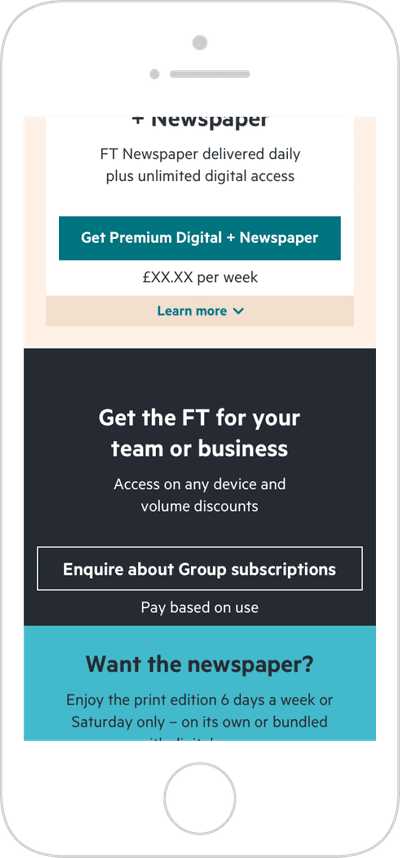 + Newspaper
FT Newspaper delivered daily
plus unlimited digital access
Get Premium Digital + Newspaper
£XX.XX per week
Learn more
Get the FT for your
team or business
Access on any device and
volume discounts
Enquire about Group subscriptions
Pay based on use
Want the newspaper?
Enjoy the print edition 6 days a week or
Saturday only – on its own or bundled